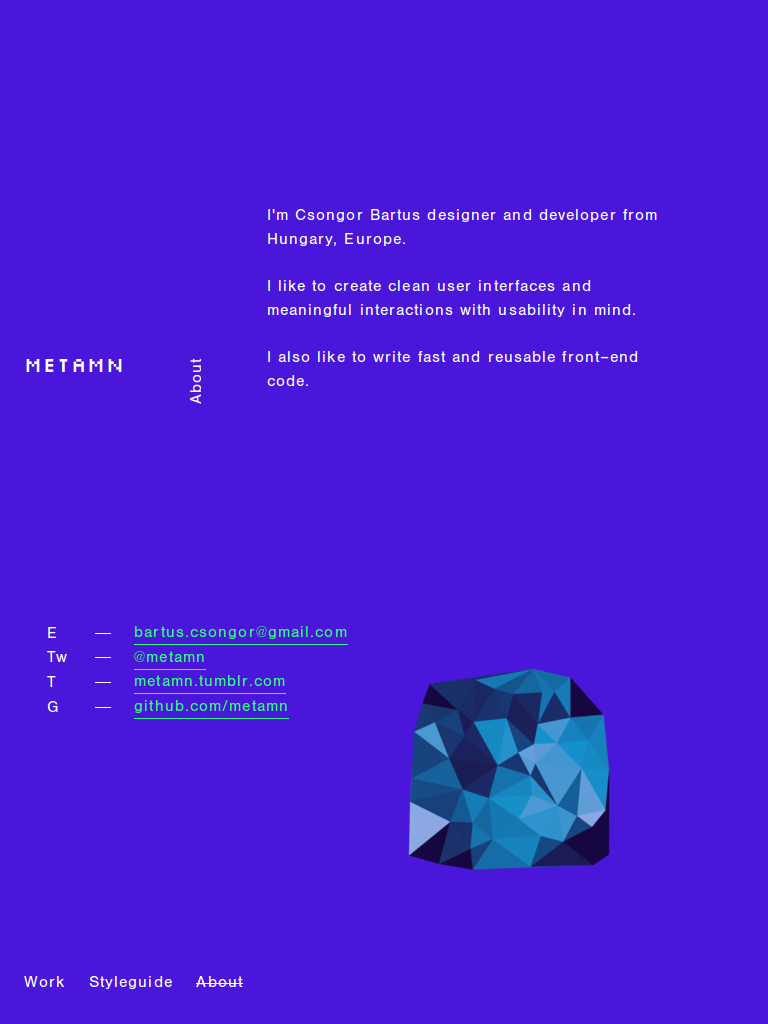 I'm Csongor Bartus designer and developer from
Hungary, Europe.
I like to create clean user interfaces and
meaningful interactions with usability in mind.
METAMN
About
I also like to write fast and reusable front–end
code.
E — bartus.csongor@gmail.com
Tw — @metamn
T — metamn.tumblr.com
G — github.com/metamn
Work Styleguide About